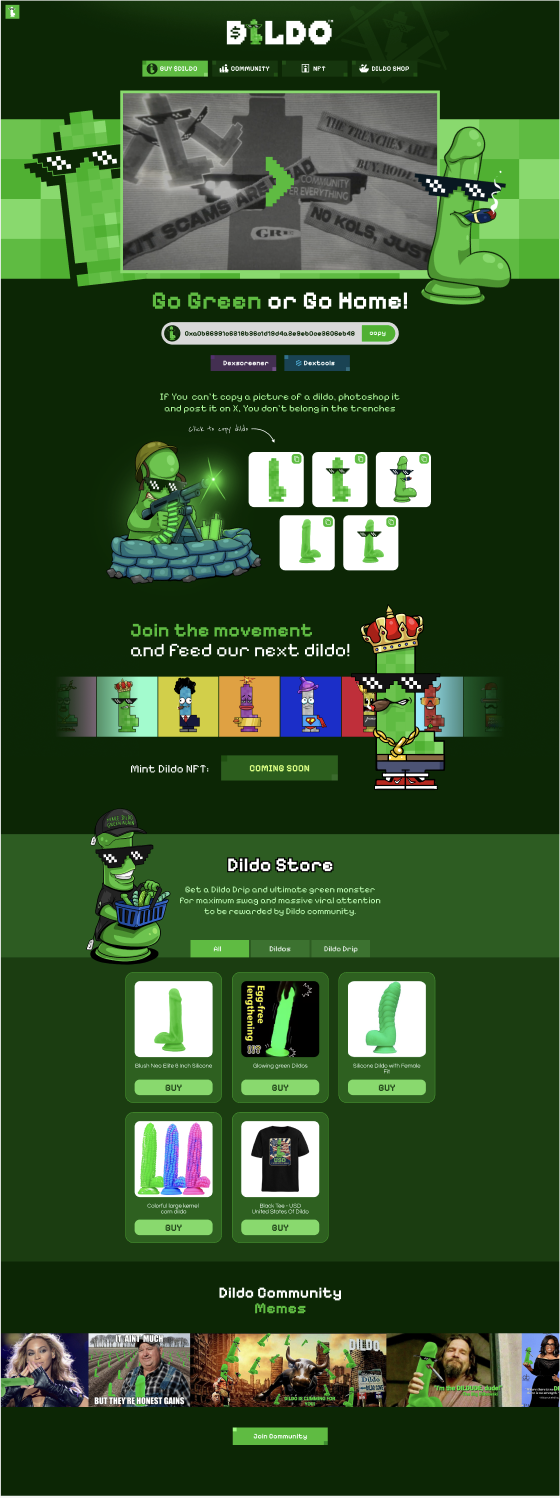 DILDO
BUY $DILDO
COMMUNITY
NFT
DILDO SHOP
THE TRENCHES ARE
BUY. HODL
EXIT SCAMS ARE
COMMUNITY
EVERYTHING
NO KOLS, JUST
Go Green or Go Home!
copy
Dexscreener
Dextools
If You can't copy a picture of a dildo, photoshop it
and post it on X, You don't belong in the trenches
Click to copy dildo
Join the movement
and feed our next dildo!
Mint Dildo NFT:
COMING SOON
Dildo Store
Get a Dildo Drip and ultimate green monster
for maximum swag and massive viral attention
to be rewarded by Dildo community.
All
Dildos
Dildo Drip
Egg-free
lengthening
Blush Neo Elite 6 inch Silicone
Glowing green Dildos
Silicone Dildo with Female
Fit
BUY
BUY
BUY
Colorful large kernel
corn dildo
Black Tee - USD
United States Of Dildo
BUY
BUY
Dildo Community
Memes
IT AINT MUCH
BUT THEY'RE HONEST GAINS
DILDO
DILDO IS CUMMING FOR
YOU!
"I'm the DILDOUDE dude"
Join Community